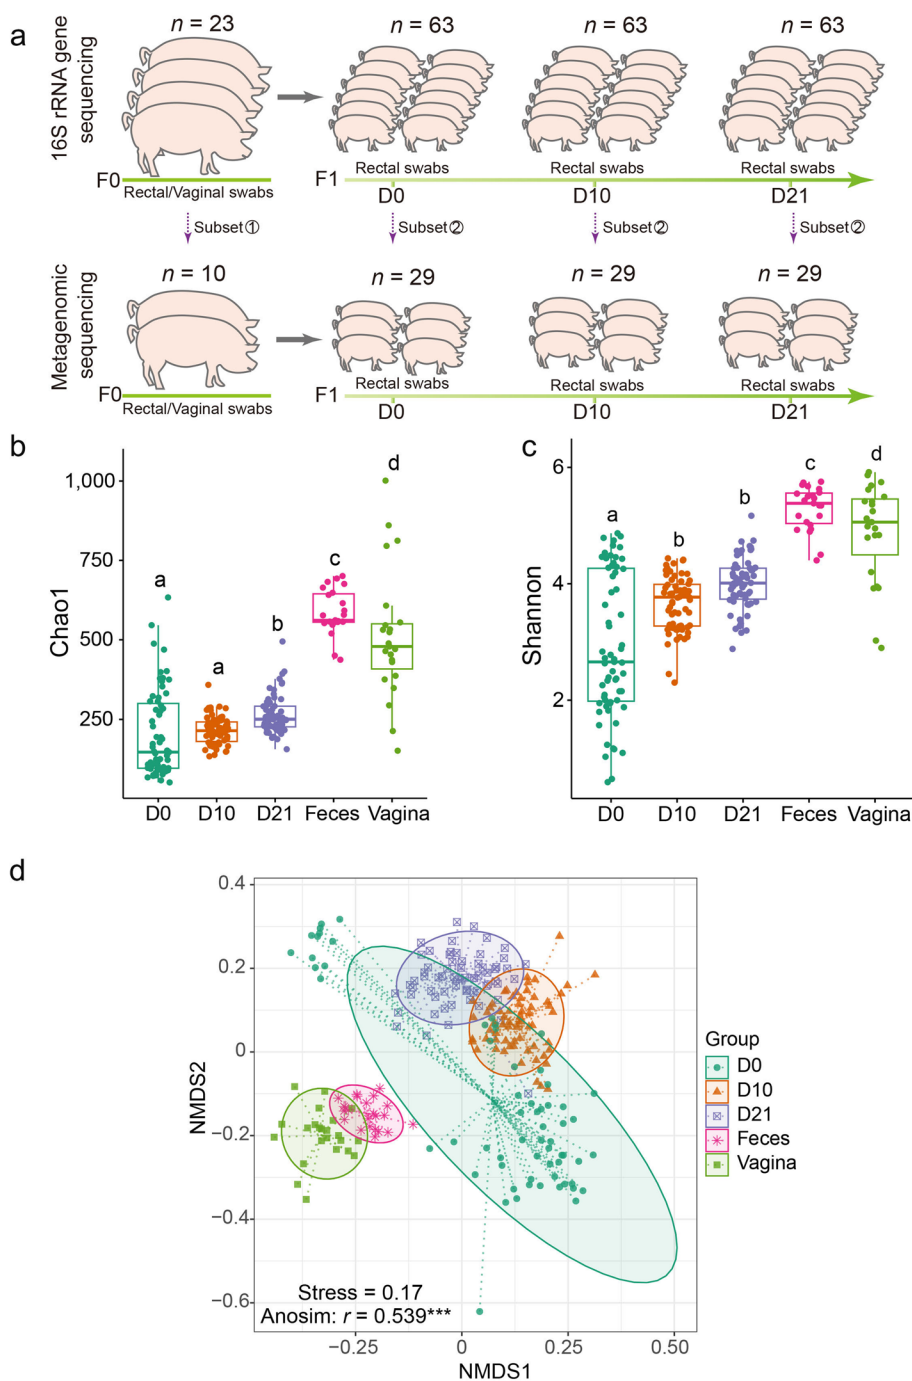 a
16S rRNA gene
sequencing
n = 23
n = 63
n = 63
n = 63
Rectal swabs
Rectal swabs
Rectal swabs
F0
Rectal/Vaginal swabs
F1
D0
D10
D21
Subset①
Subset②
Subset②
Subset②
Metagenomic
sequencing
n = 10
n = 29
n = 29
n = 29
Rectal swabs
Rectal swabs
Rectal swabs
F0
Rectal/Vaginal swabs
F1
D0
D10
D21
b
Chao1
1,000
750
500
250
a
a
b
c
d
D0
D10
D21
Feces
Vagina
c
Shannon
6
4
2
a
b
b
c
d
D0
D10
D21
Feces
Vagina
d
NMDS2
0.4
0.2
0
−0.2
−0.4
−0.6
Stress = 0.17
Anosim: r = 0.539***
−0.25
0
0.25
0.50
NMDS1
Group
D0
D10
D21
Feces
Vagina